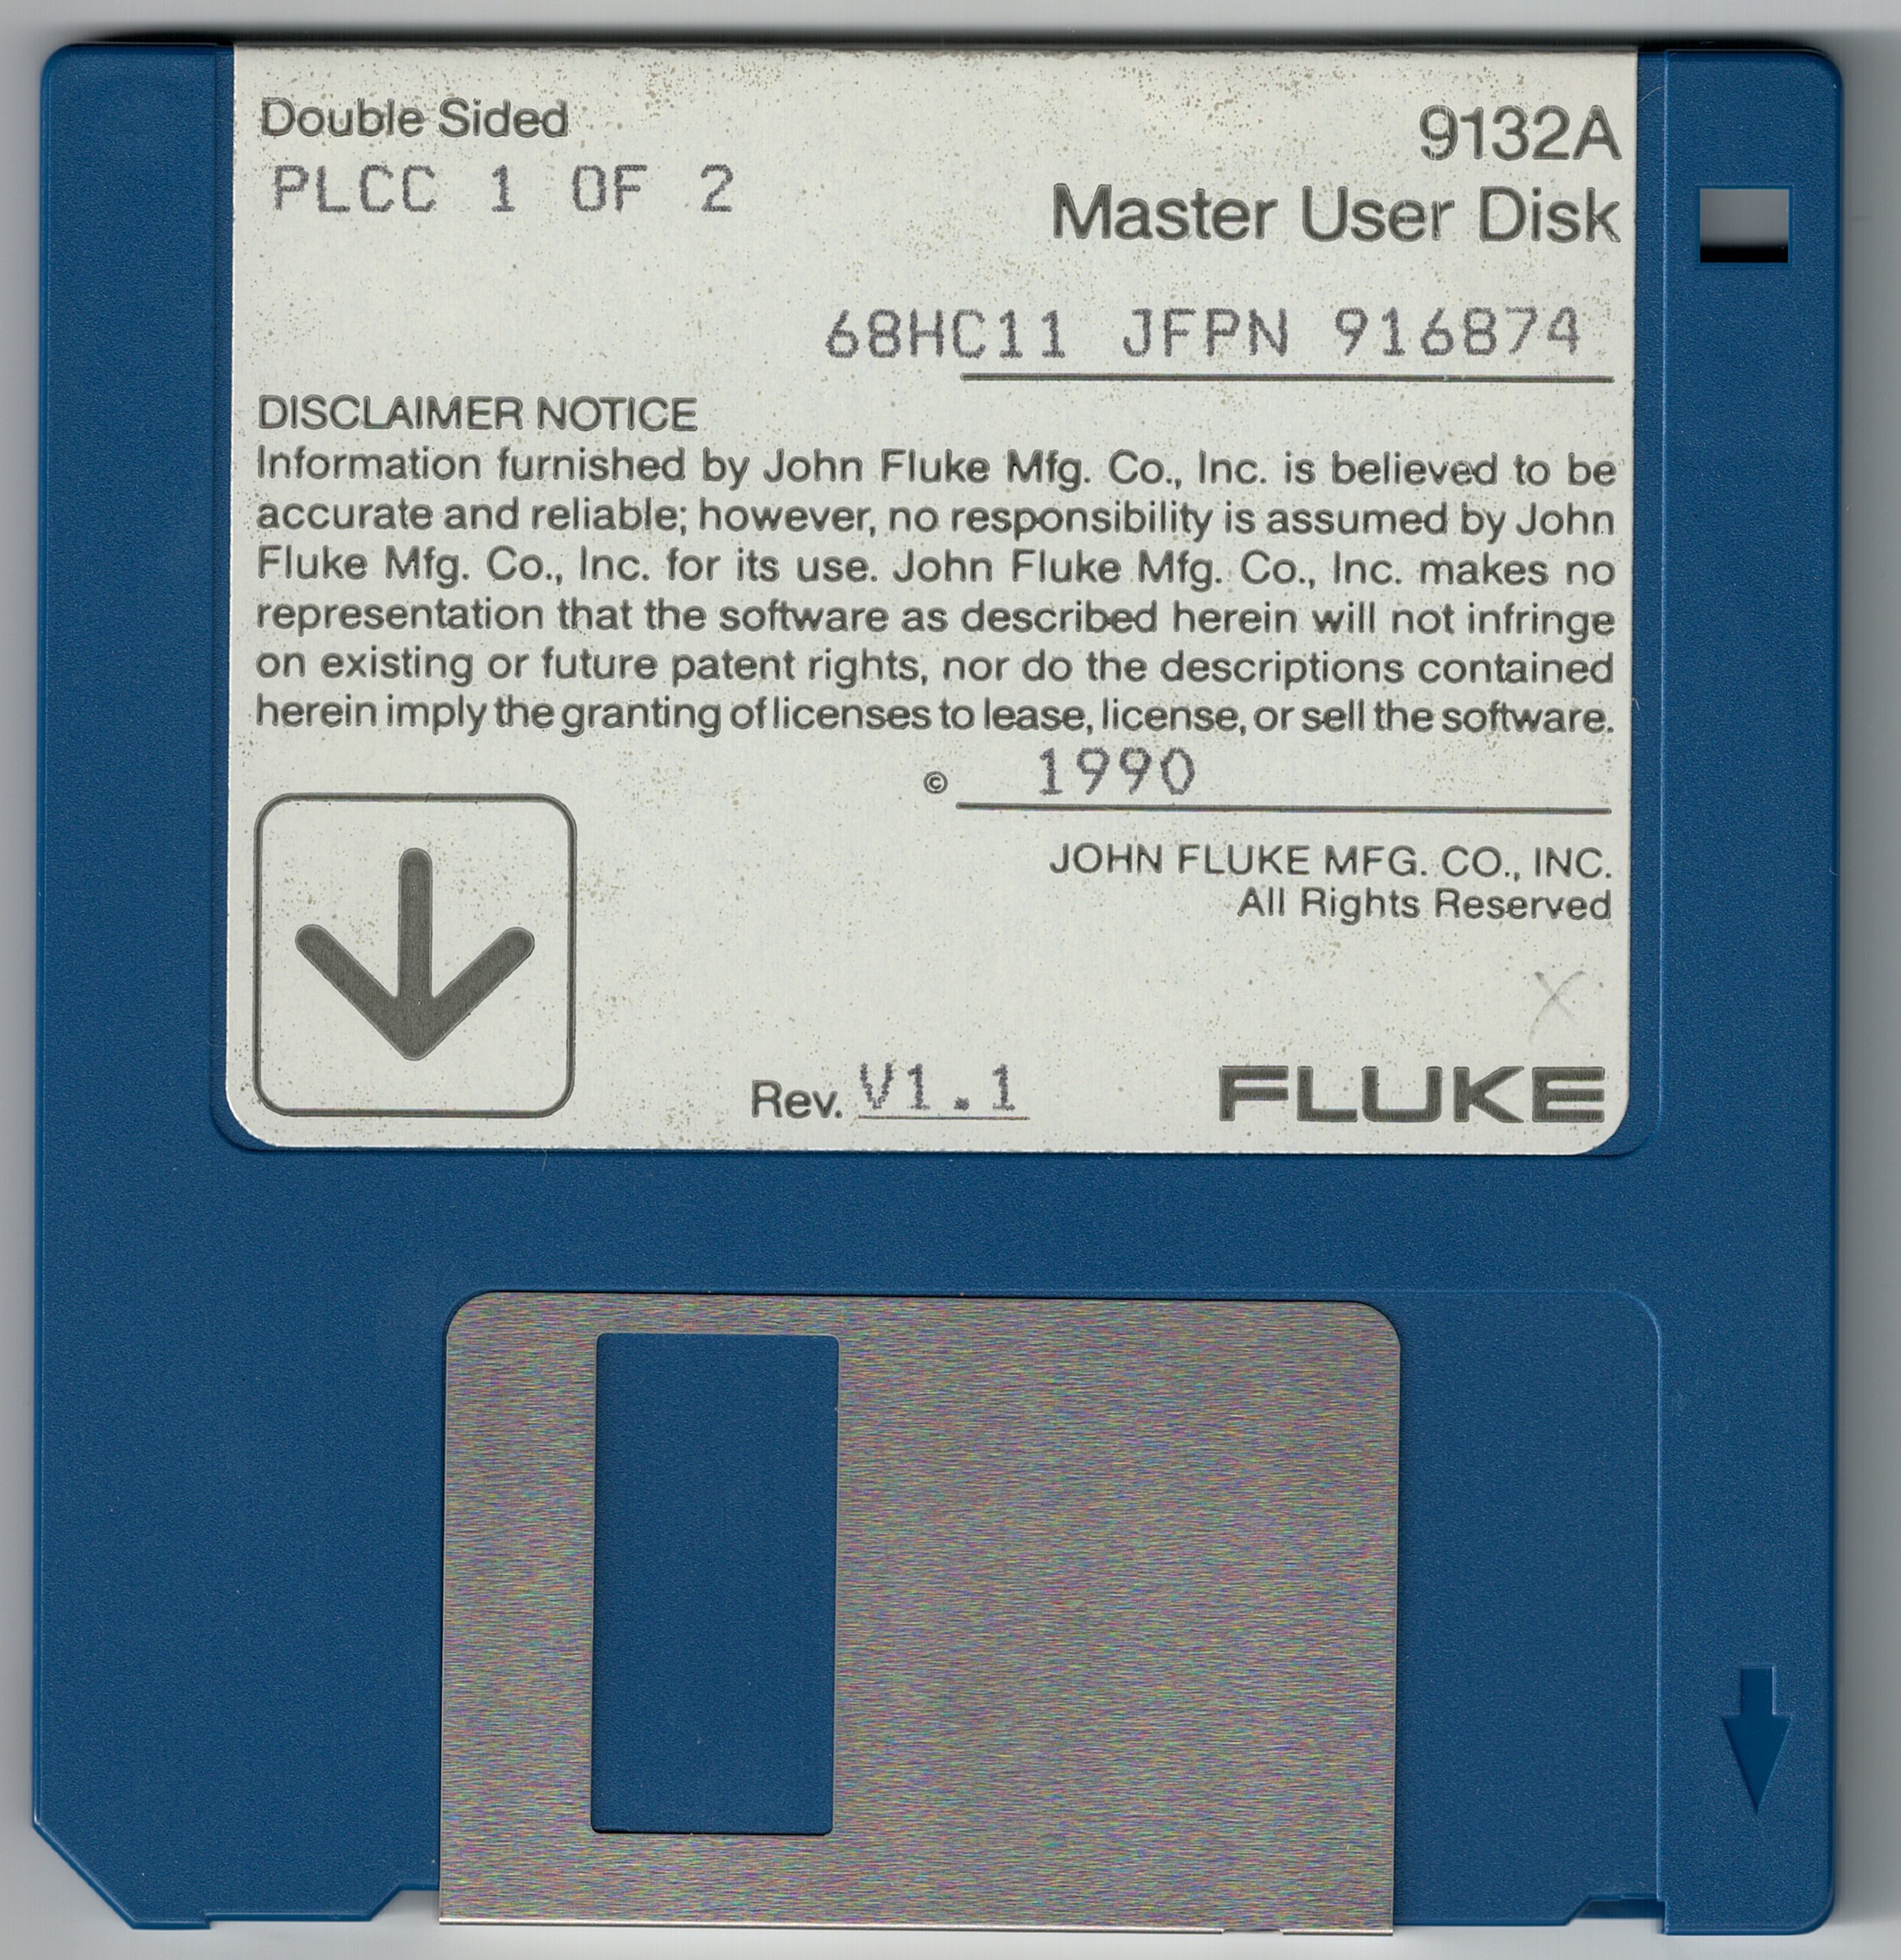 Double Sided
PLCC 1 OF 2
9132A
Master User Disk
68HC11 JFPN 916874
DISCLAIMER NOTICE
Information furnished by John Fluke Mfg. Co., Inc. is believed to be
accurate and reliable; however, no responsibility is assumed by John
Fluke Mfg. Co., Inc. for its use. John Fluke Mfg. Co., Inc. makes no
representation that the software as described herein will not infringe
on existing or future patent rights, nor do the descriptions contained
herein imply the granting of licenses to lease, license, or sell the software.
© 1990
JOHN FLUKE MFG. CO., INC.
All Rights Reserved
X
Rev. V1.1
FLUKE